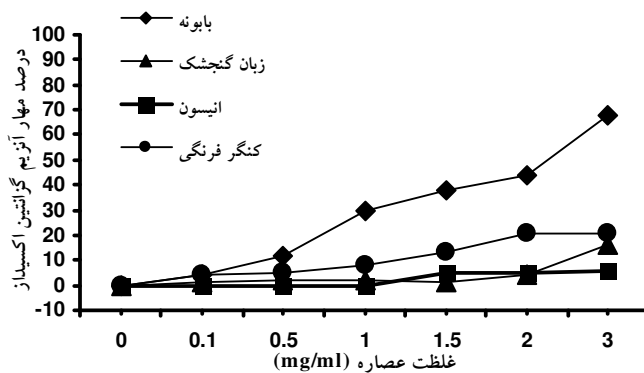 بابونه
زبان گنجشک
انیسون
کنگر فرنگی
درصد مهار آنزیم گزانتین اکسیداز
100
90
80
70
60
50
40
30
20
10
0
-10
0 0.1 0.5 1 1.5 2 3
غلظت عصاره (mg/ml)